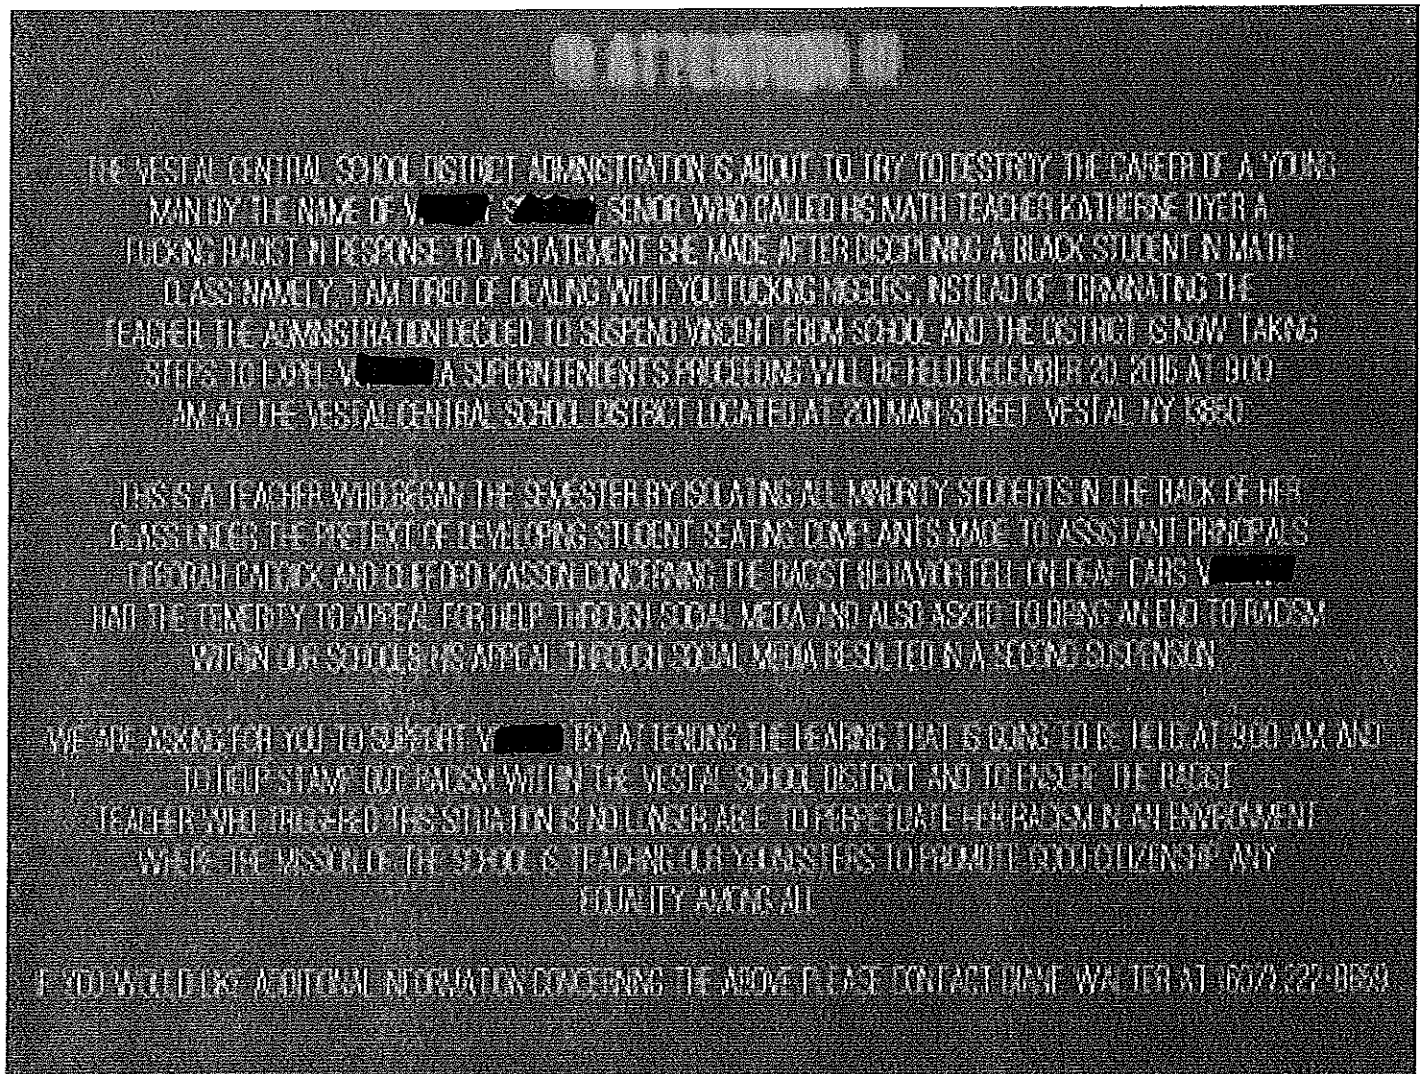 !!! ATTENTION !!!
THE VESTAL CENTRAL SCHOOL DISTRICT ADMINISTRATION IS ABOUT TO TRY TO DESTROY THE CAREER OF A YOUNG
MAN BY THE NAME OF V S SENIOR WHO CALLED HIS MATH TEACHER KATHERINE DYER A
FUCKING RACIST IN RESPONSE TO A STATEMENT SHE MADE AFTER DISCIPLINING A BLACK STUDENT IN MATH
CLASS NAMELY, I AM TIRED OF DEALING WITH YOU FUCKING INSTEAD OF TERMINATING THE
TEACHER THE ADMINISTRATION DECIDED TO SUSPEND VINCENT FROM SCHOOL AND THE DISTRICT IS NOW TAKING
STEPS TO EXPEL V A SUPERINTENDENTS PROCEEDING WILL BE HELD DECEMBER 20, 2016 AT 9:00
AM AT THE VESTAL CENTRAL SCHOOL DISTRICT LOCATED AT 201 MAIN STREET VESTAL NY 13850
THIS IS A TEACHER WHO BEGAN THE SEMESTER BY ISOLATING ALL MINORITY STUDENTS IN THE BACK OF HER
CLASS UNDER THE PRETEXT OF DEVELOPING STUDENT SEATING COMPLAINTS MADE TO ASSISTANT PRINCIPALS
DEBORAH CADDICK AND CLIFFORD KASSON CONCERNING THE RACIST BEHAVIOR FELL ON DEAF EARS V
HAD THE TEMERITY TO APPEAL FOR HELP THROUGH SOCIAL MEDIA AND ALSO ASKED TO BRING AN END TO RACISM
WITHIN OUR SCHOOLS HIS APPEAL THROUGH SOCIAL MEDIA RESULTED IN A SECOND SUSPENSION
WE ARE ASKING FOR YOU TO SUPPORT V BY ATTENDING THE HEARING THAT IS GOING TO BE HELD AT 9:00 AM AND
TO HELP STAMP OUT RACISM WITHIN THE VESTAL SCHOOL DISTRICT AND TO ENSURE THE RACIST
TEACHER WHO TRIGGERED THIS SITUATION IS NO LONGER ABLE TO PERPETUATE HER RACISM IN AN ENVIRONMENT
WHERE THE MISSION OF THE SCHOOL IS TEACHING OUR YOUNGSTERS TO PROMOTE GOOD CITIZENSHIP ANY
EQUALITY AMONG ALL
IF YOU WOULD LIKE ADDITIONAL INFORMATION CONCERNING THE ABOVE PLEASE CONTACT DIANE WALTER AT